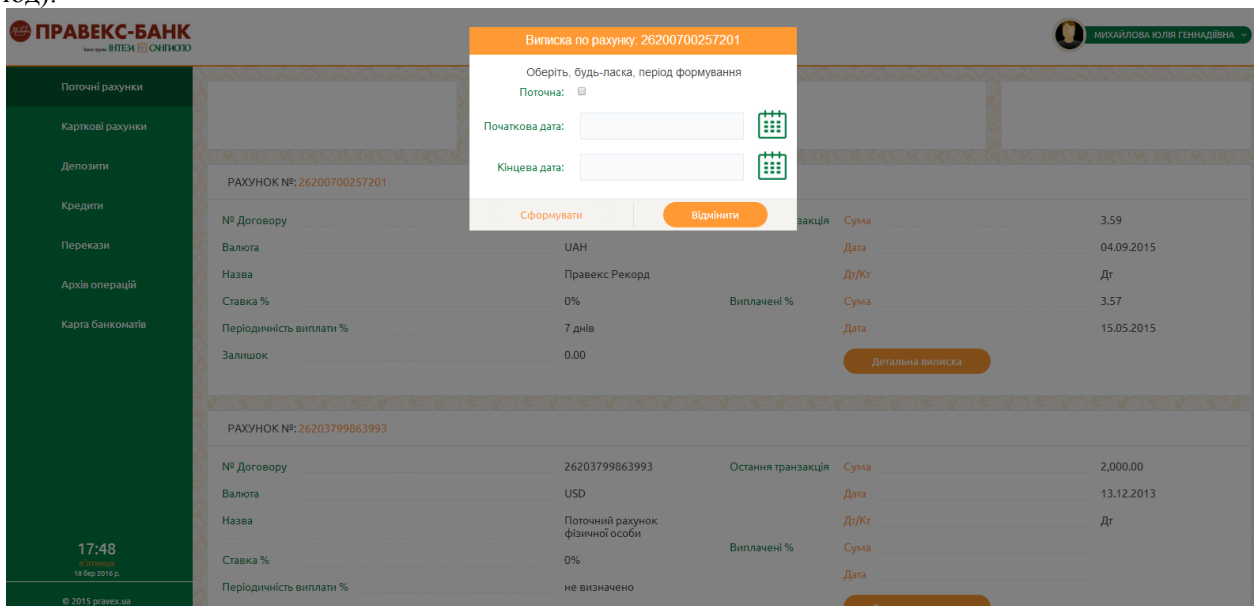 ПРАВЕКС-БАНК
Виписка по рахунку: 26200700257201
МИХАЙЛОВА ЮЛІЯ ГЕННАДІЇВНА
Оберіть, будь-ласка, період формування
Поточна:
Початкова дата:
Кінцева дата:
Сформувати Відмінити
Поточні рахунки
Карткові рахунки
Депозити
Кредити
Перекази
Архів операцій
Карта банкоматів
РАХУНОК №: 26200700257201
№ Договору Сума 3.59
Валюта UAH Дата 04.09.2015
Назва Правекс Рекорд Дт/Кт Дт
Ставка % 0% Виплачені % Сума 3.57
Періодичність виплати % 7 днів Дата 15.05.2015
Залишок 0.00
Детальна виписка
РАХУНОК №: 26203799863993
№ Договору 26203799863993 Остання транзакція Сума 2,000.00
Валюта USD Дата 13.12.2013
Назва Поточний рахунок фізичної особи Дт/Кт Дт
Ставка % 0% Виплачені % Сума
Дата
Періодичність виплати % не визначено
17:48
п'ятниця
18 бер 2016 р.
© 2015 pravex.ua